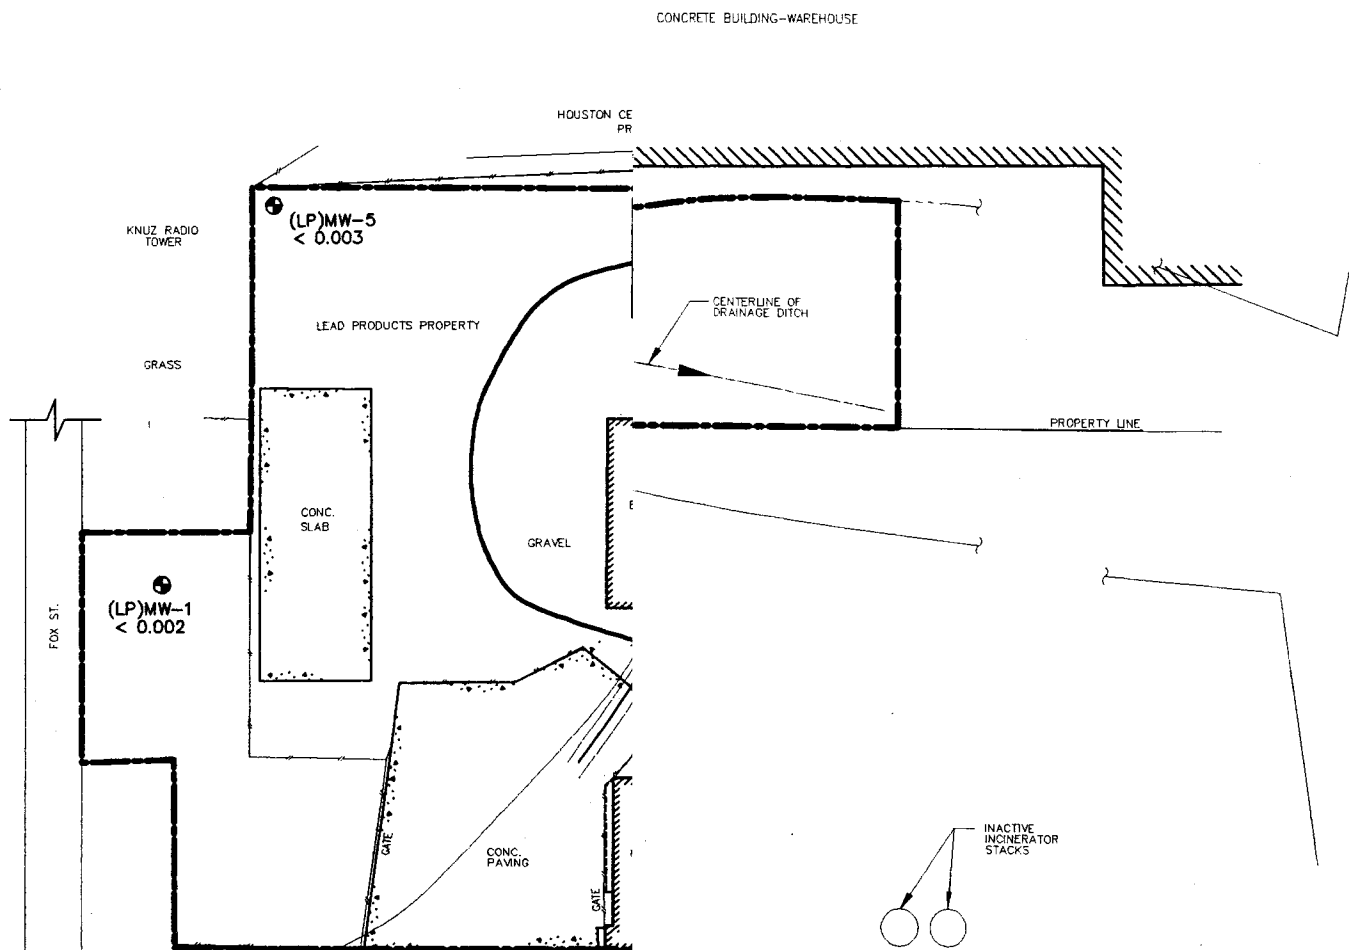 CONCRETE BUILDING-WAREHOUSE
HOUSTON CE
PR
(LP)MW-5
< 0.003
KNUZ RADIO
TOWER
CENTERLINE OF
DRAINAGE DITCH
LEAD PRODUCTS PROPERTY
GRASS
PROPERTY LINE
CONC.
SLAB
GRAVEL
(LP)MW-1
< 0.002
FOX ST.
GATE
CONC.
PAVING
GATE
INACTIVE
INCINERATOR
STACKS